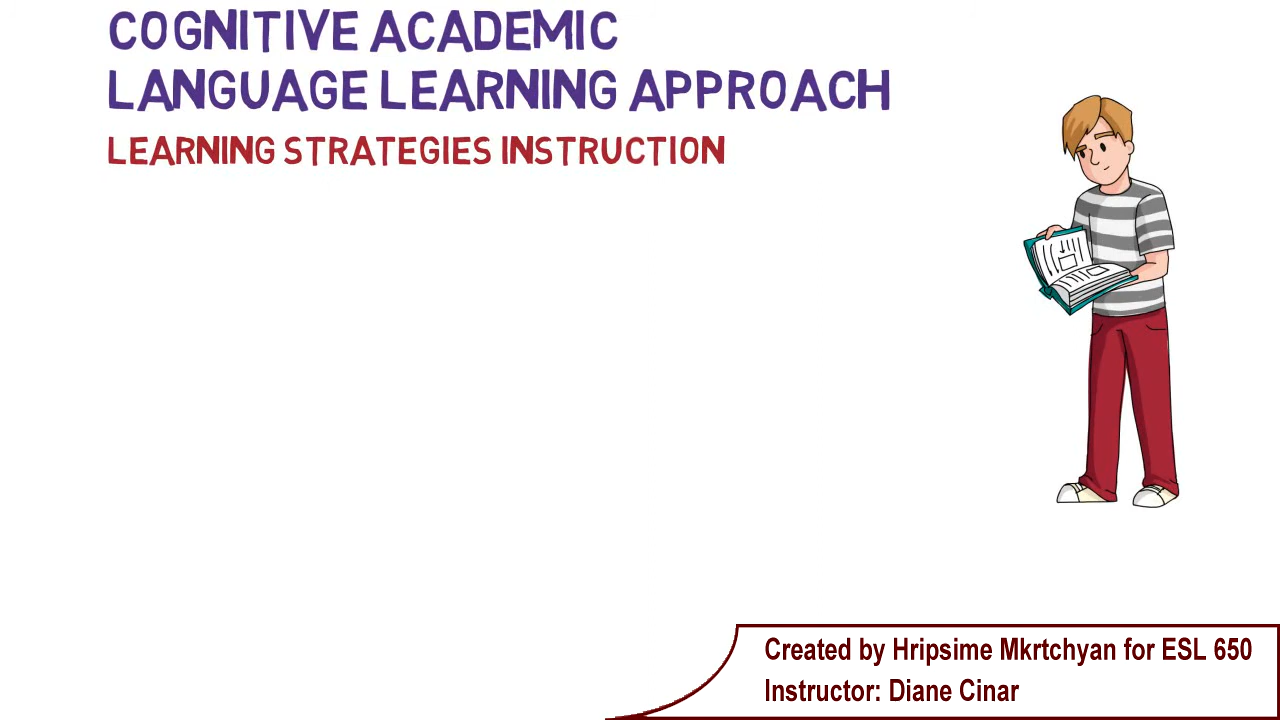 COGNITIVE ACADEMIC
LANGUAGE LEARNING APPROACH
LEARNING STRATEGIES INSTRUCTION
Created by Hripsime Mkrtchyan for ESL 650
Instructor: Diane Cinar